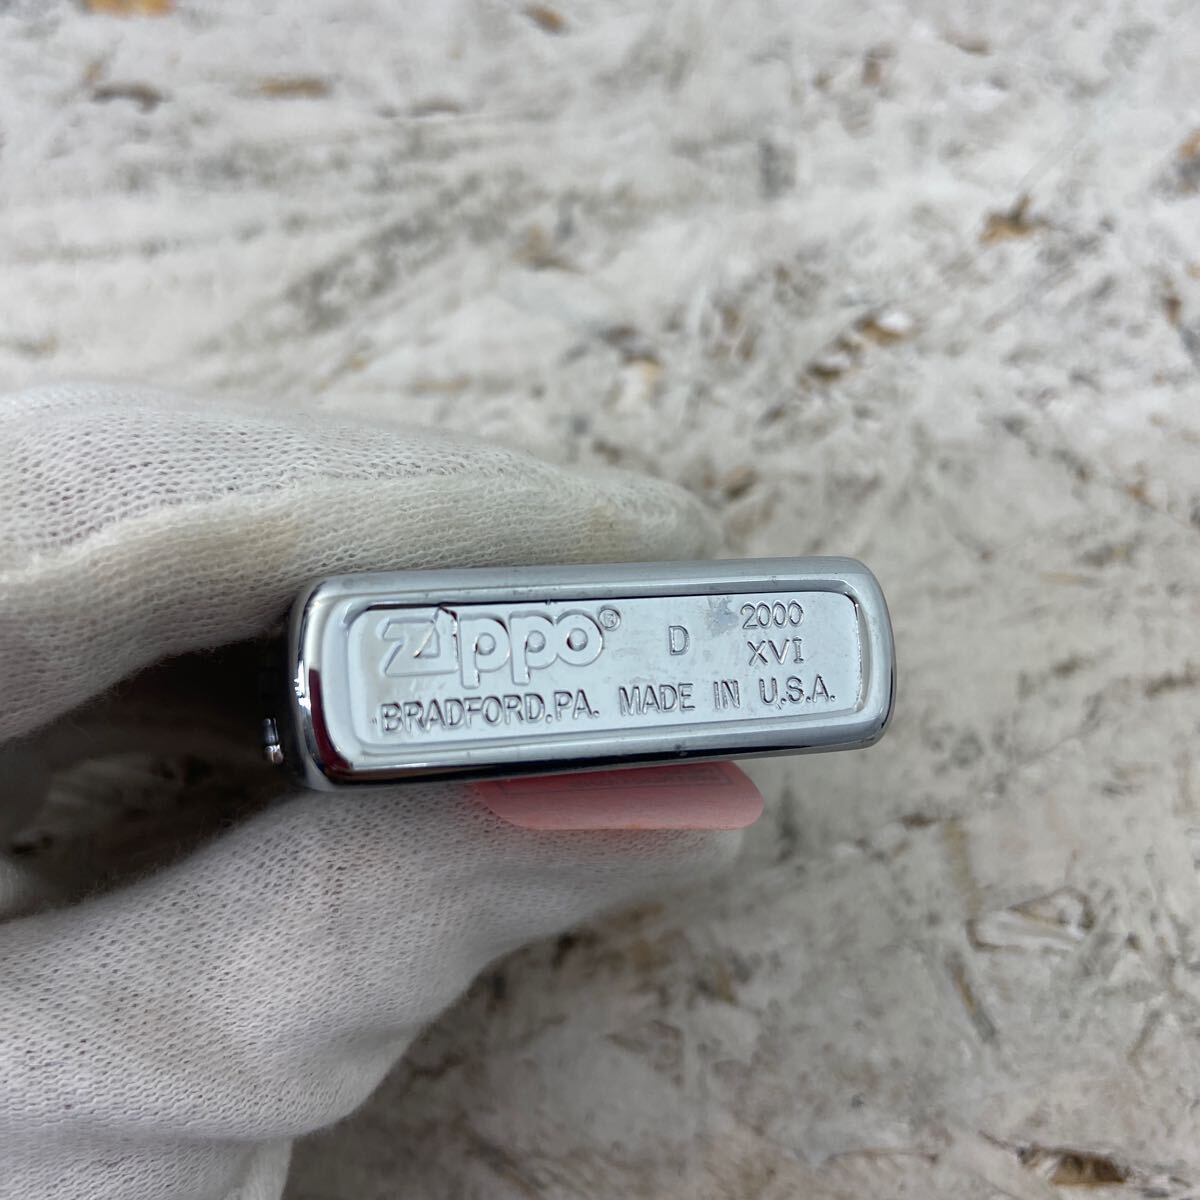 Zippo® D 2000
XVI
BRADFORD, PA. MADE IN U.S.A.